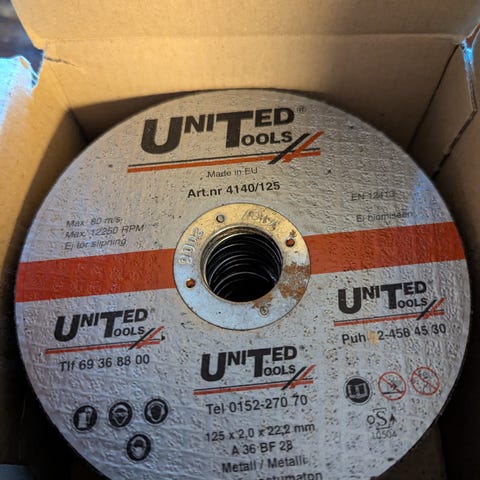 UNITED®
TOOLS
Made in EU
Art.nr 4140/125
Max. 80 m/s
Max. 12250 RPM
Ej för slipning
EN 12413
UNITED®
TOOLS
Tlf 69 36 88 00
UNITED®
TOOLS
Tel 0152-270 70
UNITED®
TOOLS
Puh 2-458 45 30
125 x 2,0 x 22,2 mm
A 36 BF 28
Metall / Metalli
oSa